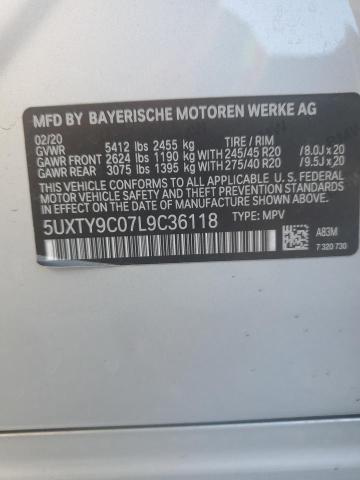 MFD BY BAYERISCHE MOTOREN WERKE AG
02/20
GVWR 5412 lbs 2455 kg TIRE / RIM
GAWR FRONT 2624 lbs 1190 kg WITH 245/45 R20 /8.0J x 20
GAWR REAR 3075 lbs 1395 kg WITH 275/40 R20 /9.5J x 20
THIS VEHICLE CONFORMS TO ALL APPLICABLE U.S. FEDERAL
MOTOR VEHICLE SAFETY, BUMPER, AND THEFT PREVENTION
STANDARDS IN EFFECT ON THE DATE OF MANUFACTURE SHOWN ABOVE.
5UXTY9C07L9C36118 TYPE: MPV
A83M
7 320 730